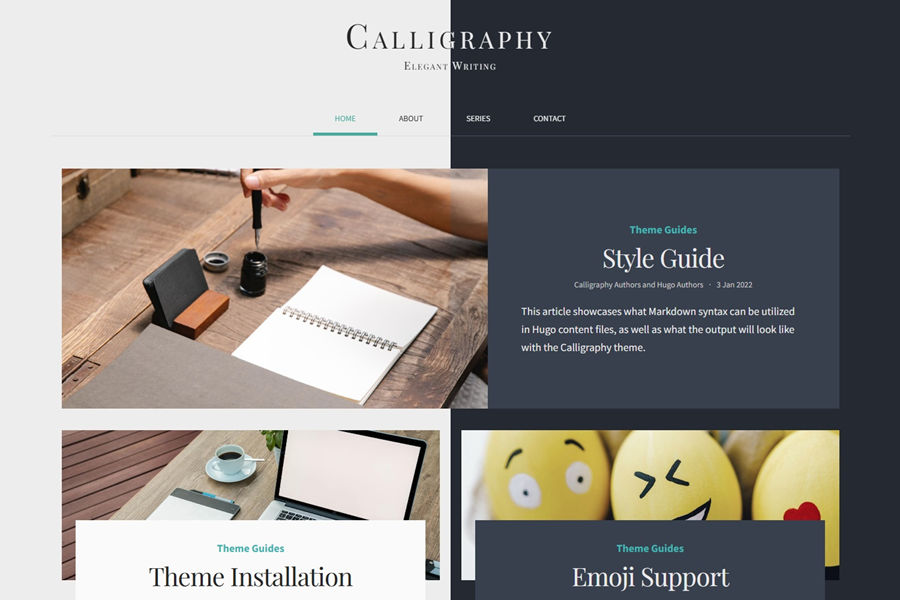 Calligraphy
Elegant Writing
HOME ABOUT SERIES CONTACT
Theme Guides
Style Guide
Calligraphy Authors and Hugo Authors · 3 Jan 2022
This article showcases what Markdown syntax can be utilized
in Hugo content files, as well as what the output will look like
with the Calligraphy theme.
Theme Guides
Theme Installation
Theme Guides
Emoji Support